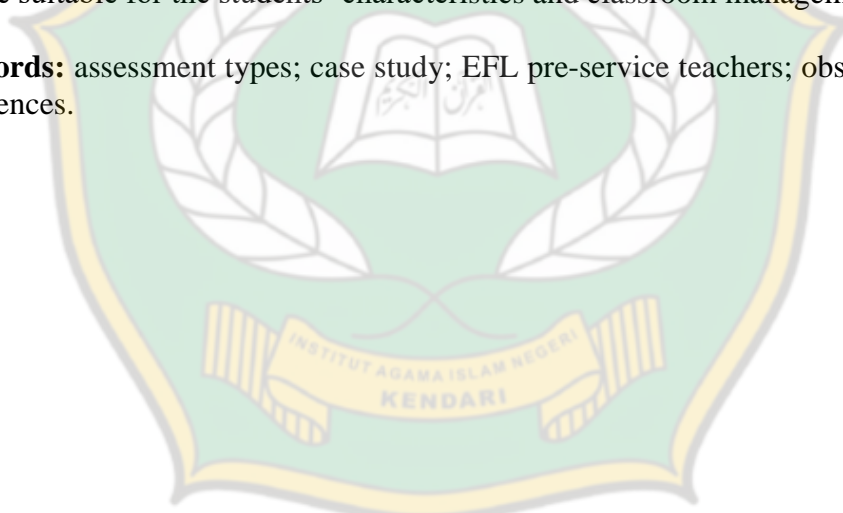 e suitable for the students' characteristics and classroom managem
ords: assessment types; case study; EFL pre-service teachers; obs
ences.
INSTITUT AGAMA ISLAM NEGERI
KENDARI